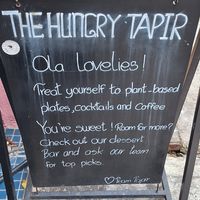 THE HUNGRY TAPIR
Ola Lovelies!
Treat yourself to plant-based
plates, cocktails and Coffee
You're sweet! Room for more?
Check out our dessert
Bar and ask our team
For top picks.
♡ Team Tapir